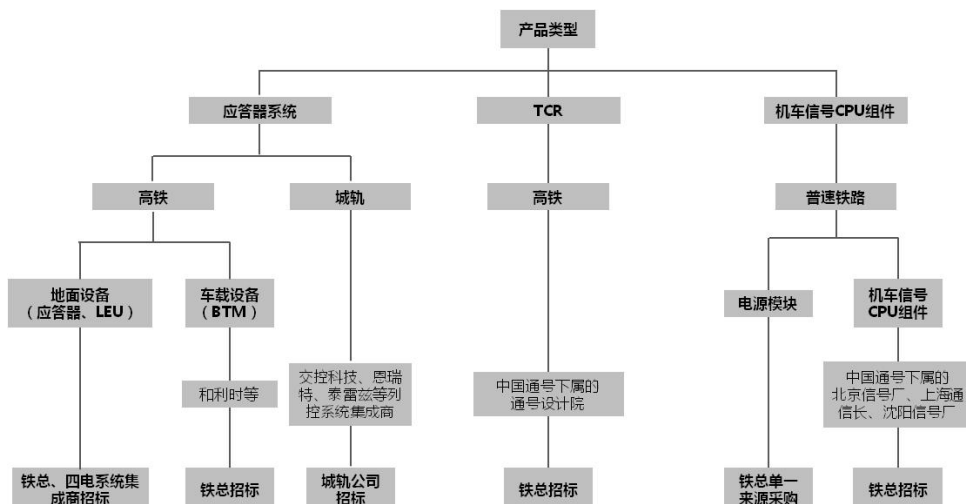 产品类型
应答器系统
TCR
机车信号CPU组件
高铁
城轨
高铁
普速铁路
地面设备
（应答器、LEU）
车载设备
（BTM）
电源模块
机车信号
CPU组件
和利时等
交控科技、恩瑞
特、泰雷兹等列
控系统集成商
中国通号下属的
通号设计院
中国通号下属的
北京信号厂、上海通
信长、沈阳信号厂
铁总、四电系统集
成商招标
铁总招标
城轨公司
招标
铁总招标
铁总单一
来源采购
铁总招标